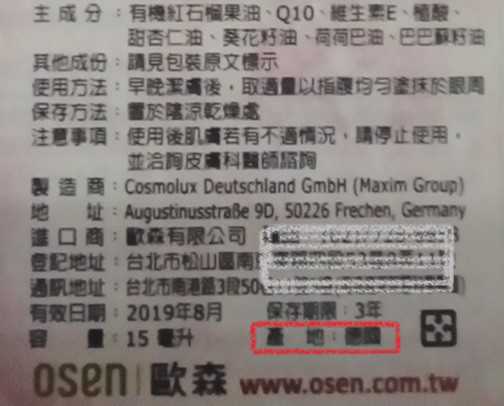 主 成 分：有機紅石榴果油、Q10、維生素E、醣酸、
甜杏仁油、葵花籽油、荷荷巴油、巴巴蘇籽油
其他成份：請見包裝原文標示
使用方法：早晚潔膚後，取適量以指腹均勻塗抹於眼周
保存方法：置於陰涼乾燥處
注意事項：使用後肌膚若有不適情況，請停止使用，
並洽詢皮膚科醫師諮詢
製 造 商：Cosmolux Deutschland GmbH (Maxim Group)
地 址：Augustinusstraße 9D, 50226 Frechen, Germany
進 口 商：歐森有限公司
登記地址：台北市松山區南
通訊地址：台北市南港路3段50
有效日期：2019年8月 保存期限：3年
容 量：15 毫升 產 地：德國
osen 歐森 www.osen.com.tw